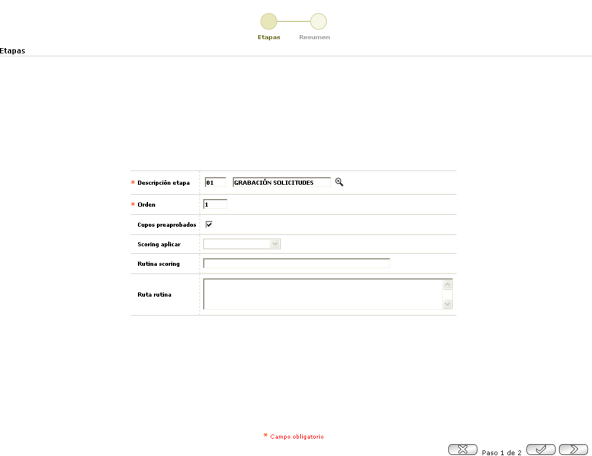 Etapas Resumen
Etapas
* Descripción etapa 01 GRABACIÓN SOLICITUDES
* Orden 1
Cupos preaprobados
Scoring aplicar
Rutina scoring
Ruta rutina
* Campo obligatorio
Paso 1 de 2